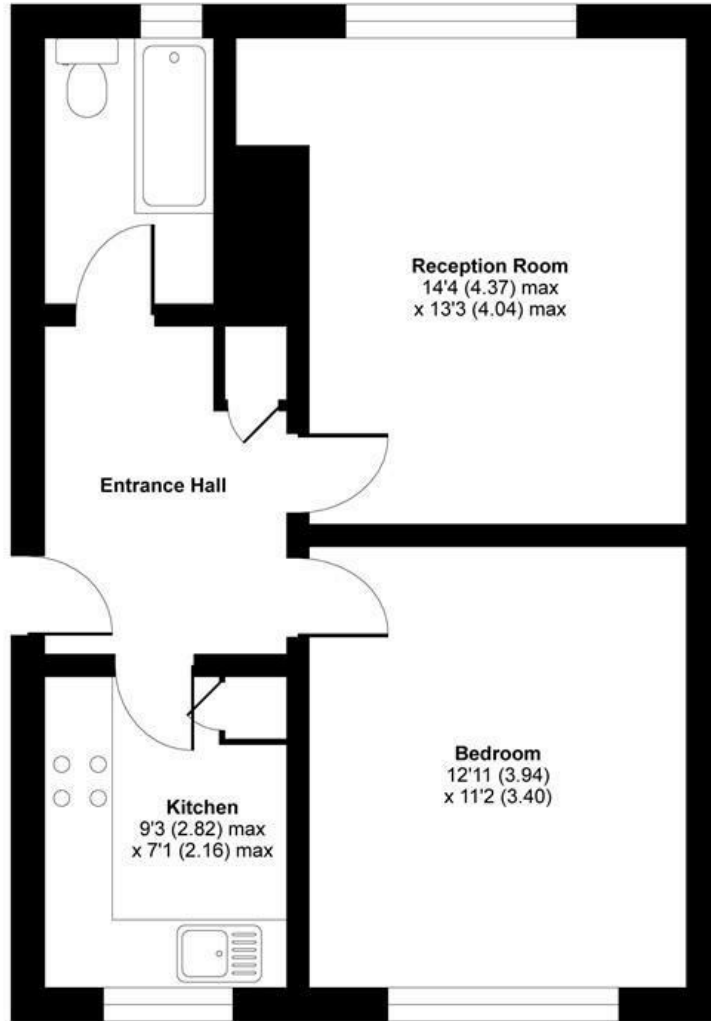 Reception Room
14'4 (4.37) max
x 13'3 (4.04) max
Entrance Hall
Bedroom
12'11 (3.94)
x 11'2 (3.40)
Kitchen
9'3 (2.82) max
x 7'1 (2.16) max